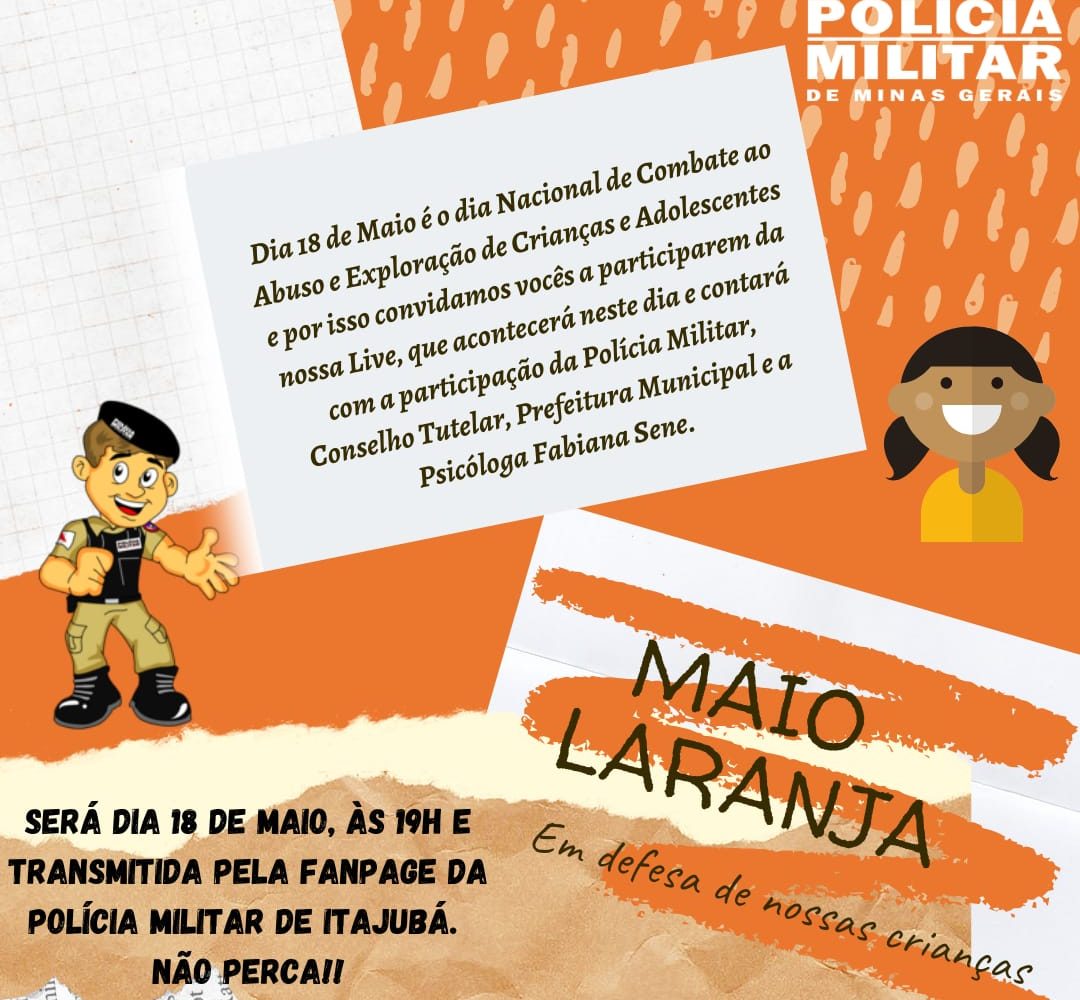 POLÍCIA
MILITAR
DE MINAS GERAIS
Dia 18 de Maio é o dia Nacional de Combate ao
Abuso e Exploração de Crianças e Adolescentes
e por isso convidamos vocês a participarem da
nossa Live, que acontecerá neste dia e contará
com a participação da Polícia Militar,
Conselho Tutelar, Prefeitura Municipal e a
Psicóloga Fabiana Sene.
MAIO
LARANJA
Em defesa de nossas crianças
SERÁ DIA 18 DE MAIO, ÀS 19H E
TRANSMITIDA PELA FANPAGE DA
POLÍCIA MILITAR DE ITAJUBÁ.
NÃO PERCA!!